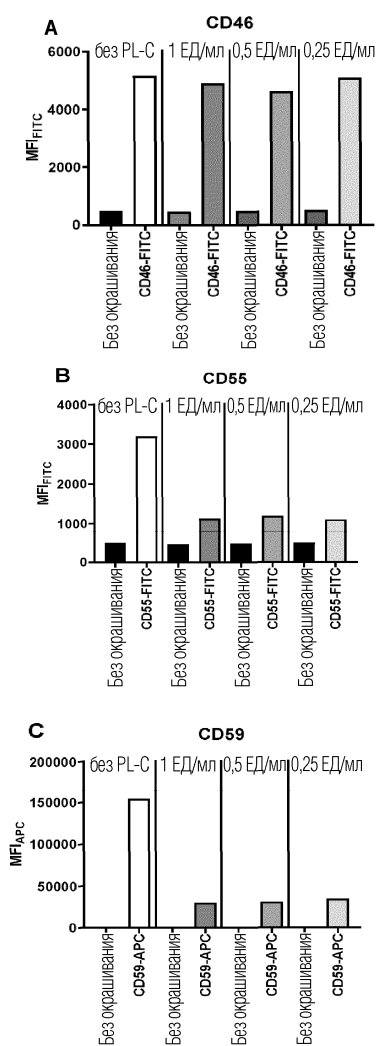 A
CD46
без PL-C 1 ЕД/мл 0,5 ЕД/мл 0,25 ЕД/мл
6000
4000
2000
0
MFIFITC
Без окрашивания
CD46-FITC
Без окрашивания
CD46-FITC
Без окрашивания
CD46-FITC
Без окрашивания
CD46-FITC
B
CD55
без PL-C 1 ЕД/мл 0,5 ЕД/мл 0,25 ЕД/мл
4000
3000
2000
1000
0
MFIFITC
Без окрашивания
CD55-FITC
Без окрашивания
CD55-FITC
Без окрашивания
CD55-FITC
Без окрашивания
CD55-FITC
C
CD59
без PL-C 1 ЕД/мл 0,5 ЕД/мл 0,25 ЕД/мл
200000
150000
100000
50000
0
MFIAPC
Без окрашивания
CD59-APC
Без окрашивания
CD59-APC
Без окрашивания
CD59-APC
Без окрашивания
CD59-APC